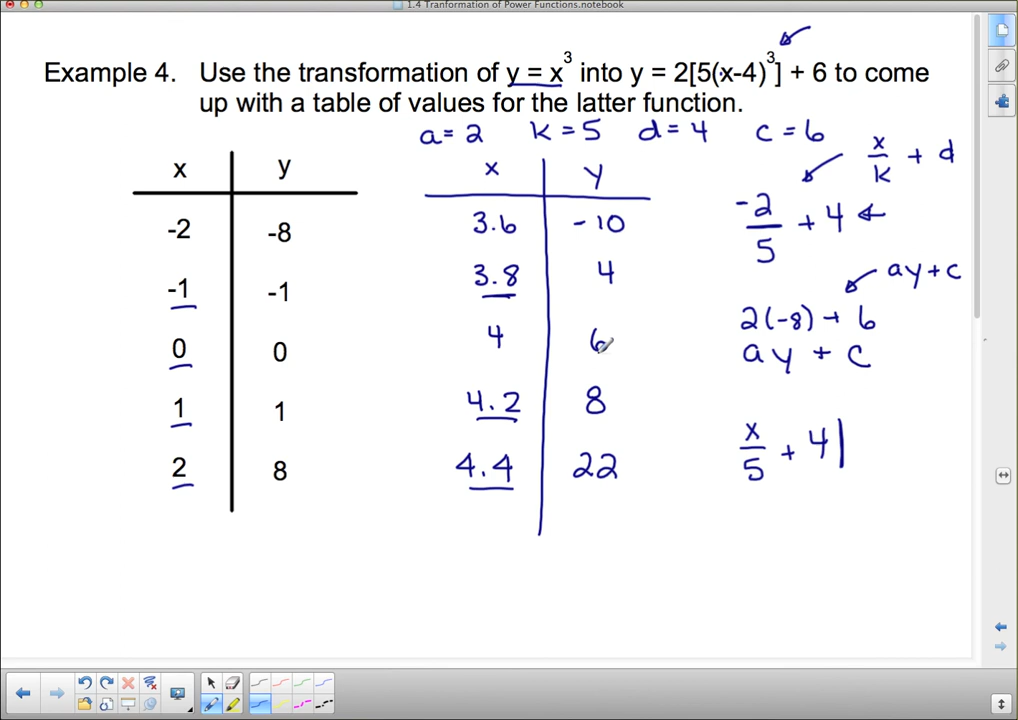 1.4 Tranformation of Power Functions.notebook
Example 4. Use the transformation of y = x³ into y = 2[5(x-4)³] + 6 to come
up with a table of values for the latter function.
a = 2 k = 5 d = 4 c = 6
x y
-2 -8
-1 -1
0 0
1 1
2 8
x y
3.6 -10
3.8 4
4 6
4.2 8
4.4 22
x/k + d
-2/5 + 4
ay + c
2(-8) + 6
ay + c
x/5 + 4